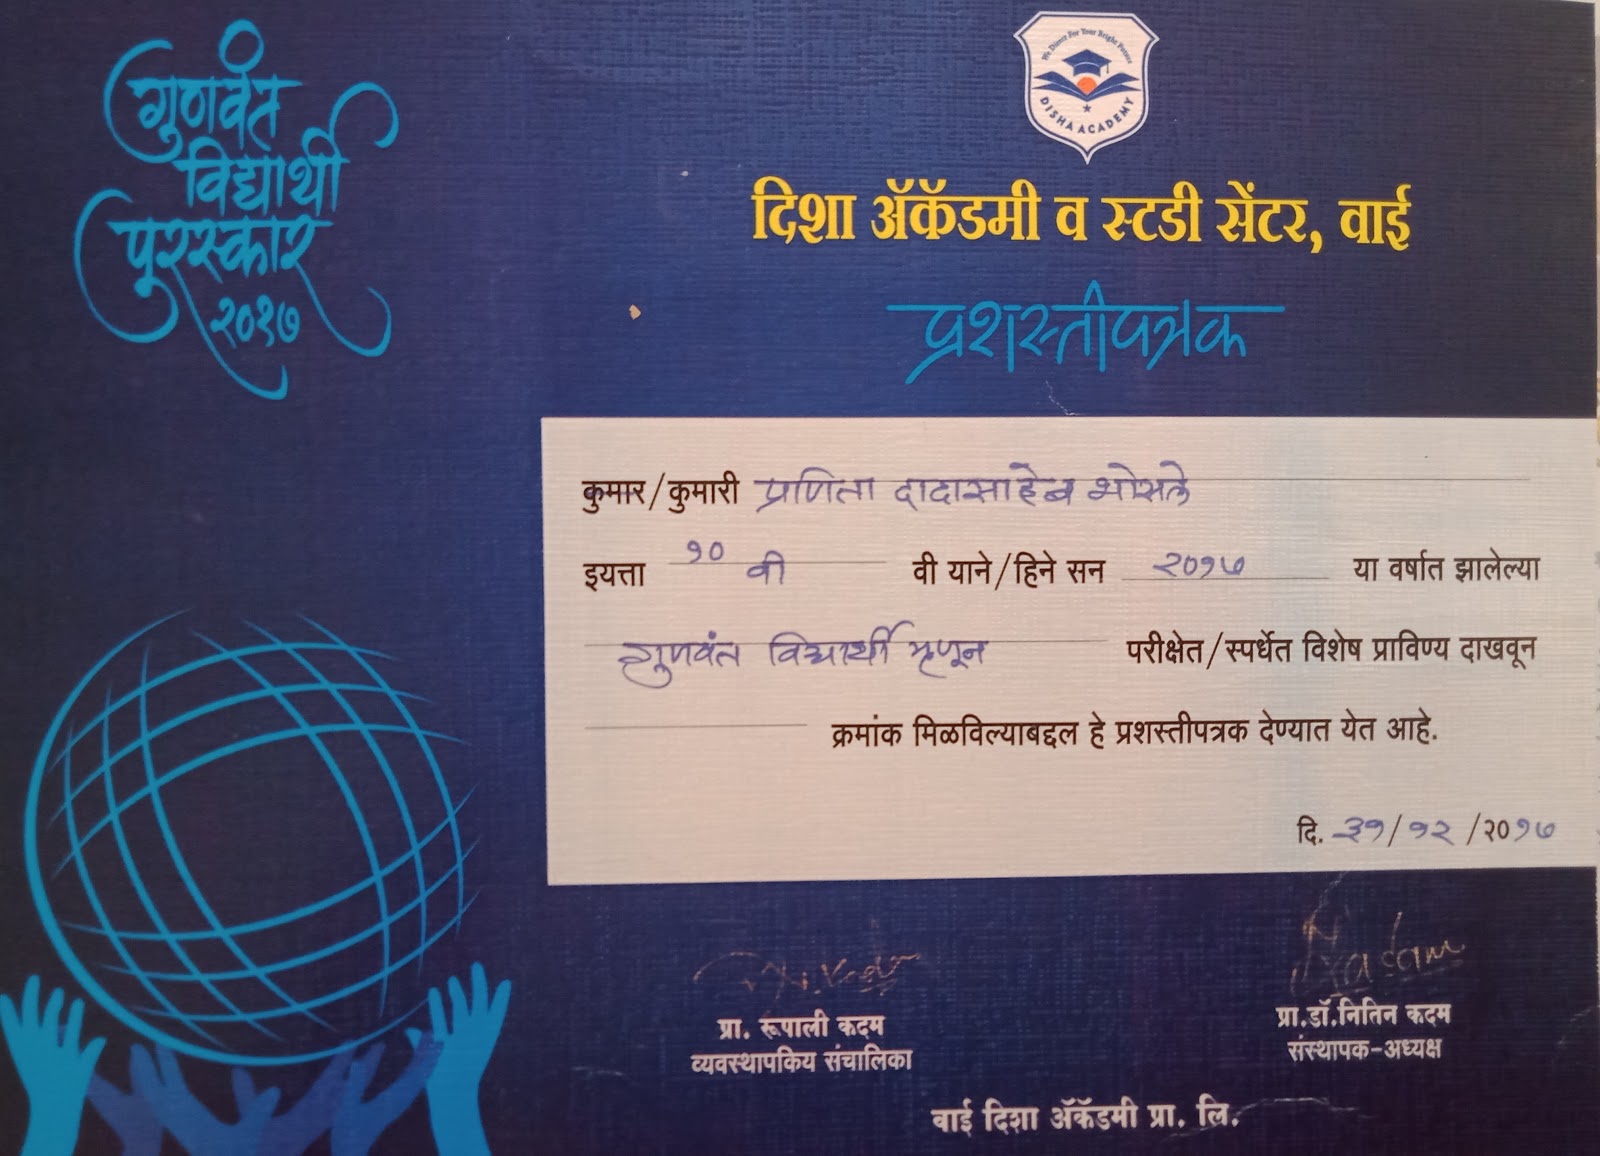 गुणवंत
विद्यार्थी
पुरस्कार
२०१७
We Direct For Your Bright Future
DISHA ACADEMY
दिशा ॲकॅडमी व स्टडी सेंटर, वाई
प्रशस्तीपत्रक
कुमार/कुमारी प्रणिता दादासाहेब भोसले
इयत्ता १० वी वी याने/हिने सन २०१७ या वर्षात झालेल्या
गुणवंत विद्यार्थी म्हणून परीक्षेत/स्पर्धेत विशेष प्राविण्य दाखवून
क्रमांक मिळविल्याबद्दल हे प्रशस्तीपत्रक देण्यात येत आहे.
दि. ३१/१२/२०१७
Kadam
प्रा. रूपाली कदम
व्यवस्थापकिय संचालिका
प्रा.डॉ.नितिन कदम
संस्थापक-अध्यक्ष
वाई दिशा ॲकॅडमी प्रा. लि.